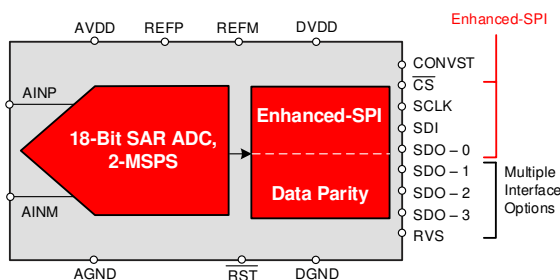 Enhanced-SPI
AVDD
REFP
REFM
DVDD
CONVST
CS
SCLK
SDI
SDO – 0
SDO – 1
SDO – 2
SDO – 3
RVS
AINP
AINM
18-Bit SAR ADC,
2-MSPS
Enhanced-SPI
Data Parity
Multiple
Interface
Options
AGND
RST
DGND